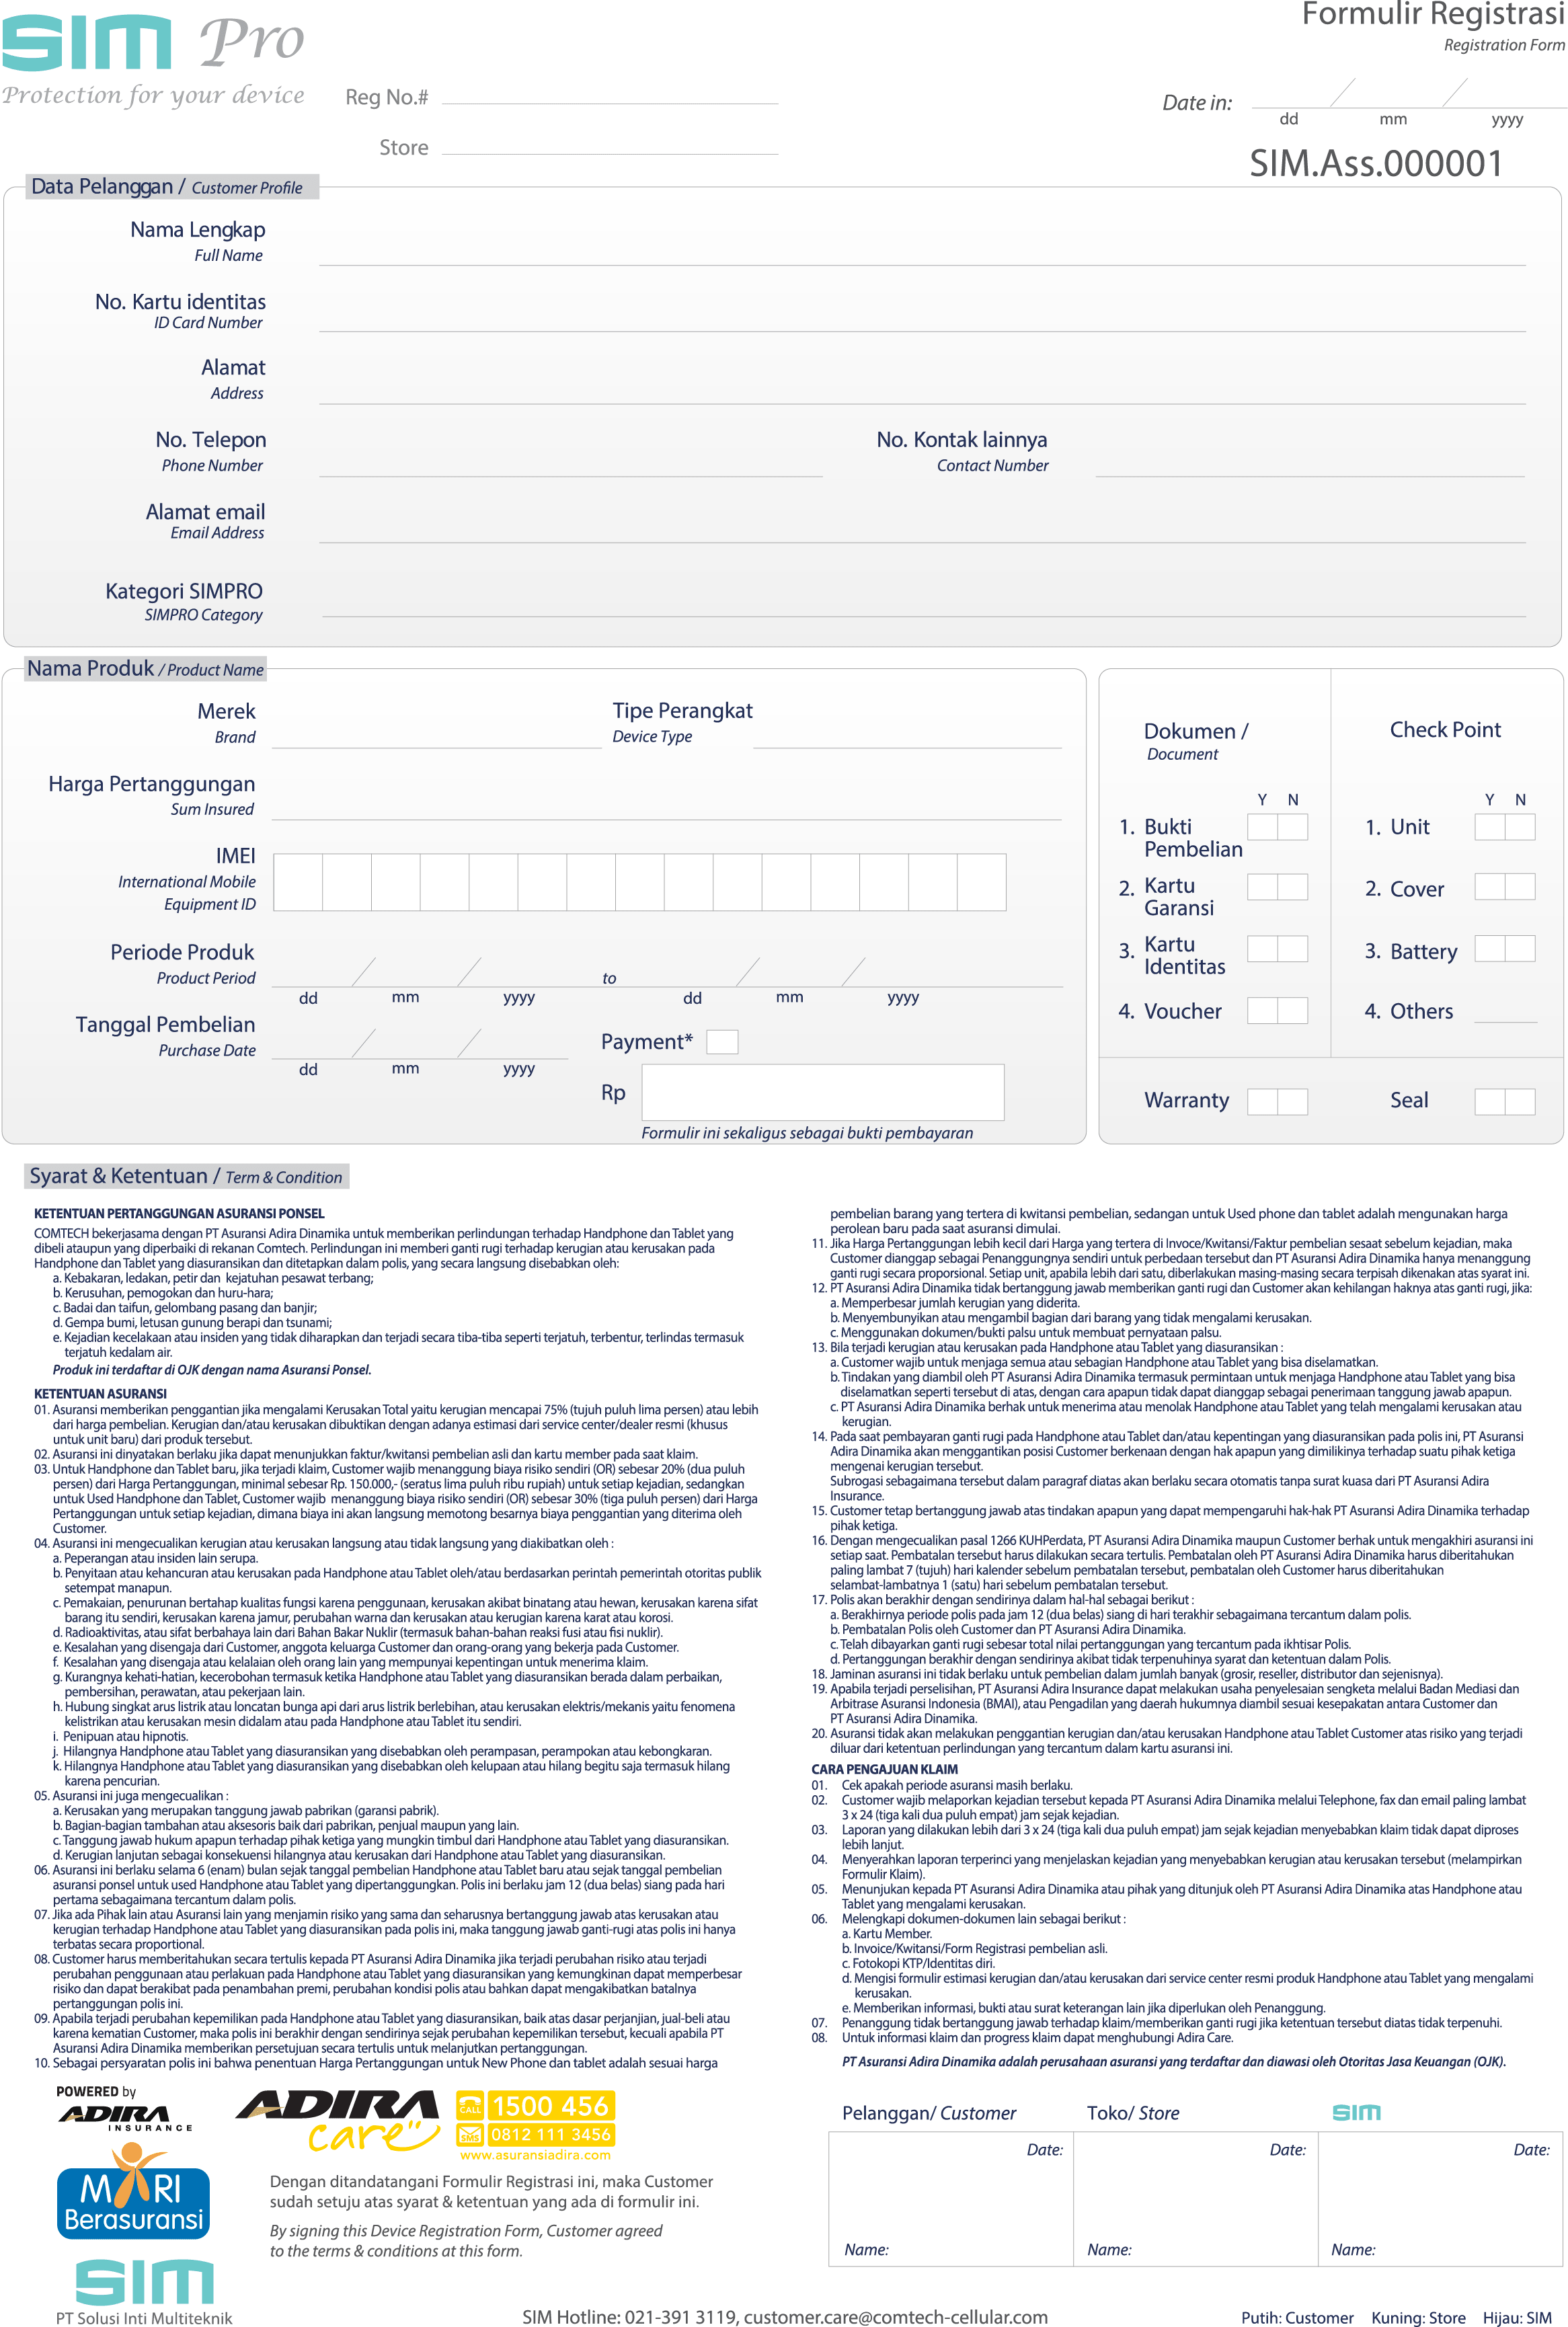 SIM Pro
Protection for your device
Formulir Registrasi
Registration Form
Reg No.#
Date in:
dd mm yyyy
Store
SIM.Ass.000001
Data Pelanggan / Customer Profile
Nama Lengkap
Full Name
No. Kartu identitas
ID Card Number
Alamat
Address
No. Telepon No. Kontak lainnya
Phone Number Contact Number
Alamat email
Email Address
Kategori SIMPRO
SIMPRO Category
Nama Produk / Product Name
Merek Tipe Perangkat
Brand Device Type
Harga Pertanggungan
Sum Insured
IMEI
International Mobile
Equipment ID
Periode Produk
Product Period to
dd mm yyyy dd mm yyyy
Tanggal Pembelian
Purchase Date
dd mm yyyy
Payment*
Rp
Formulir ini sekaligus sebagai bukti pembayaran
Dokumen /
Document
Y N
1. Bukti
Pembelian
2. Kartu
Garansi
3. Kartu
Identitas
4. Voucher
Warranty
Check Point
Y N
1. Unit
2. Cover
3. Battery
4. Others
Seal
Syarat & Ketentuan / Term & Condition
KETENTUAN PERTANGGUNGAN ASURANSI PONSEL
COMTECH bekerjasama dengan PT Asuransi Adira Dinamika untuk memberikan perlindungan terhadap Handphone dan Tablet yang
dibeli ataupun yang diperbaiki di rekanan Comtech. Perlindungan ini memberi ganti rugi terhadap kerugian atau kerusakan pada
Handphone dan Tablet yang diasuransikan dan ditetapkan dalam polis, yang secara langsung disebabkan oleh:
a. Kebakaran, ledakan, petir dan kejatuhan pesawat terbang;
b. Kerusuhan, pemogokan dan huru-hara;
c. Badai dan taifun, gelombang pasang dan banjir;
d. Gempa bumi, letusan gunung berapi dan tsunami;
e. Kejadian kecelakaan atau insiden yang tidak diharapkan dan terjadi secara tiba-tiba seperti terjatuh, terbentur, terlindas termasuk
terjatuh kedalam air.
Produk ini terdaftar di OJK dengan nama Asuransi Ponsel.
KETENTUAN ASURANSI
01. Asuransi memberikan penggantian jika mengalami Kerusakan Total yaitu kerugian mencapai 75% (tujuh puluh lima persen) atau lebih
dari harga pembelian. Kerugian dan/atau kerusakan dibuktikan dengan adanya estimasi dari service center/dealer resmi (khusus
untuk unit baru) dari produk tersebut.
02. Asuransi ini dinyatakan berlaku jika dapat menunjukkan faktur/kwitansi pembelian asli dan kartu member pada saat klaim.
03. Untuk Handphone dan Tablet baru, jika terjadi klaim, Customer wajib menanggung biaya risiko sendiri (OR) sebesar 20% (dua puluh
persen) dari Harga Pertanggungan, minimal sebesar Rp. 150.000,- (seratus lima puluh ribu rupiah) untuk setiap kejadian, sedangkan
untuk Used Handphone dan Tablet, Customer wajib menanggung biaya risiko sendiri (OR) sebesar 30% (tiga puluh persen) dari Harga
Pertanggungan untuk setiap kejadian, dimana biaya ini akan langsung memotong besarnya biaya penggantian yang diterima oleh
Customer.
04. Asuransi ini mengecualikan kerugian atau kerusakan langsung atau tidak langsung yang diakibatkan oleh :
a. Peperangan atau insiden lain serupa.
b. Penyitaan atau kehancuran atau kerusakan pada Handphone atau Tablet oleh/atau berdasarkan perintah pemerintah otoritas publik
setempat manapun.
c. Pemakaian, penurunan bertahap kualitas fungsi karena penggunaan, kerusakan akibat binatang atau hewan, kerusakan karena sifat
barang itu sendiri, kerusakan karena jamur, perubahan warna dan kerusakan atau kerugian karena karat atau korosi.
d. Radioaktivitas, atau sifat berbahaya lain dari Bahan Bakar Nuklir (termasuk bahan-bahan reaksi fusi atau fisi nuklir).
e. Kesalahan yang disengaja dari Customer, anggota keluarga Customer dan orang-orang yang bekerja pada Customer.
f. Kesalahan yang disengaja atau kelalaian oleh orang lain yang mempunyai kepentingan untuk menerima klaim.
g. Kurangnya kehati-hatian, kecerobohan termasuk ketika Handphone atau Tablet yang diasuransikan berada dalam perbaikan,
pembersihan, perawatan, atau pekerjaan lain.
h. Hubung singkat arus listrik atau loncatan bunga api dari arus listrik berlebihan, atau kerusakan elektris/mekanis yaitu fenomena
kelistrikan atau kerusakan mesin didalam atau pada Handphone atau Tablet itu sendiri.
i. Penipuan atau hipnotis.
j. Hilangnya Handphone atau Tablet yang diasuransikan yang disebabkan oleh perampasan, perampokan atau kebongkaran.
k. Hilangnya Handphone atau Tablet yang diasuransikan yang disebabkan oleh kelupaan atau hilang begitu saja termasuk hilang
karena pencurian.
05. Asuransi ini juga mengecualikan :
a. Kerusakan yang merupakan tanggung jawab pabrikan (garansi pabrik).
b. Bagian-bagian tambahan atau aksesoris baik dari pabrikan, penjual maupun yang lain.
c. Tanggung jawab hukum apapun terhadap pihak ketiga yang mungkin timbul dari Handphone atau Tablet yang diasuransikan.
d. Kerugian lanjutan sebagai konsekuensi hilangnya atau kerusakan dari Handphone atau Tablet yang diasuransikan.
06. Asuransi ini berlaku selama 6 (enam) bulan sejak tanggal pembelian Handphone atau Tablet baru atau sejak tanggal pembelian
asuransi ponsel untuk used Handphone atau Tablet yang dipertanggungkan. Polis ini berlaku jam 12 (dua belas) siang pada hari
pertama sebagaimana tercantum dalam polis.
07. Jika ada Pihak lain atau Asuransi lain yang menjamin risiko yang sama dan seharusnya bertanggung jawab atas kerusakan atau
kerugian terhadap Handphone atau Tablet yang diasuransikan pada polis ini, maka tanggung jawab ganti-rugi atas polis ini hanya
terbatas secara proportional.
08. Customer harus memberitahukan secara tertulis kepada PT Asuransi Adira Dinamika jika terjadi perubahan risiko atau terjadi
perubahan penggunaan atau perlakuan pada Handphone atau Tablet yang diasuransikan yang kemungkinan dapat memperbesar
risiko dan dapat berakibat pada penambahan premi, perubahan kondisi polis atau bahkan dapat mengakibatkan batalnya
pertanggungan polis ini.
09. Apabila terjadi perubahan kepemilikan pada Handphone atau Tablet yang diasuransikan, baik atas dasar perjanjian, jual-beli atau
karena kematian Customer, maka polis ini berakhir dengan sendirinya sejak perubahan kepemilikan tersebut, kecuali apabila PT
Asuransi Adira Dinamika memberikan persetujuan secara tertulis untuk melanjutkan pertanggungan.
10. Sebagai persyaratan polis ini bahwa penentuan Harga Pertanggungan untuk New Phone dan tablet adalah sesuai harga
pembelian barang yang tertera di kwitansi pembelian, sedangan untuk Used phone dan tablet adalah mengunakan harga
perolean baru pada saat asuransi dimulai.
11. Jika Harga Pertanggungan lebih kecil dari Harga yang tertera di Invoce/Kwitansi/Faktur pembelian sesaat sebelum kejadian, maka
Customer dianggap sebagai Penanggungnya sendiri untuk perbedaan tersebut dan PT Asuransi Adira Dinamika hanya menanggung
ganti rugi secara proporsional. Setiap unit, apabila lebih dari satu, diberlakukan masing-masing secara terpisah dikenakan atas syarat ini.
12. PT Asuransi Adira Dinamika tidak bertanggung jawab memberikan ganti rugi dan Customer akan kehilangan haknya atas ganti rugi, jika:
a. Memperbesar jumlah kerugian yang diderita.
b. Menyembunyikan atau mengambil bagian dari barang yang tidak mengalami kerusakan.
c. Menggunakan dokumen/bukti palsu untuk membuat pernyataan palsu.
13. Bila terjadi kerugian atau kerusakan pada Handphone atau Tablet yang diasuransikan :
a. Customer wajib untuk menjaga semua atau sebagian Handphone atau Tablet yang bisa diselamatkan.
b. Tindakan yang diambil oleh PT Asuransi Adira Dinamika termasuk permintaan untuk menjaga Handphone atau Tablet yang bisa
diselamatkan seperti tersebut di atas, dengan cara apapun tidak dapat dianggap sebagai penerimaan tanggung jawab apapun.
c. PT Asuransi Adira Dinamika berhak untuk menerima atau menolak Handphone atau Tablet yang telah mengalami kerusakan atau
kerugian.
14. Pada saat pembayaran ganti rugi pada Handphone atau Tablet dan/atau kepentingan yang diasuransikan pada polis ini, PT Asuransi
Adira Dinamika akan menggantikan posisi Customer berkenaan dengan hak apapun yang dimilikinya terhadap suatu pihak ketiga
mengenai kerugian tersebut.
Subrogasi sebagaimana tersebut dalam paragraf diatas akan berlaku secara otomatis tanpa surat kuasa dari PT Asuransi Adira
Insurance.
15. Customer tetap bertanggung jawab atas tindakan apapun yang dapat mempengaruhi hak-hak PT Asuransi Adira Dinamika terhadap
pihak ketiga.
16. Dengan mengecualikan pasal 1266 KUHPerdata, PT Asuransi Adira Dinamika maupun Customer berhak untuk mengakhiri asuransi ini
setiap saat. Pembatalan tersebut harus dilakukan secara tertulis. Pembatalan oleh PT Asuransi Adira Dinamika harus diberitahukan
paling lambat 7 (tujuh) hari kalender sebelum pembatalan tersebut, pembatalan oleh Customer harus diberitahukan
selambat-lambatnya 1 (satu) hari sebelum pembatalan tersebut.
17. Polis akan berakhir dengan sendirinya dalam hal-hal sebagai berikut :
a. Berakhirnya periode polis pada jam 12 (dua belas) siang di hari terakhir sebagaimana tercantum dalam polis.
b. Pembatalan Polis oleh Customer dan PT Asuransi Adira Dinamika.
c. Telah dibayarkan ganti rugi sebesar total nilai pertanggungan yang tercantum pada ikhtisar Polis.
d. Pertanggungan berakhir dengan sendirinya akibat tidak terpenuhinya syarat dan ketentuan dalam Polis.
18. Jaminan asuransi ini tidak berlaku untuk pembelian dalam jumlah banyak (grosir, reseller, distributor dan sejenisnya).
19. Apabila terjadi perselisihan, PT Asuransi Adira Insurance dapat melakukan usaha penyelesaian sengketa melalui Badan Mediasi dan
Arbitrase Asuransi Indonesia (BMAI), atau Pengadilan yang daerah hukumnya diambil sesuai kesepakatan antara Customer dan
PT Asuransi Adira Dinamika.
20. Asuransi tidak akan melakukan penggantian kerugian dan/atau kerusakan Handphone atau Tablet Customer atas risiko yang terjadi
diluar dari ketentuan perlindungan yang tercantum dalam kartu asuransi ini.
CARA PENGAJUAN KLAIM
01. Cek apakah periode asuransi masih berlaku.
02. Customer wajib melaporkan kejadian tersebut kepada PT Asuransi Adira Dinamika melalui Telephone, fax dan email paling lambat
3 x 24 (tiga kali dua puluh empat) jam sejak kejadian.
03. Laporan yang dilakukan lebih dari 3 x 24 (tiga kali dua puluh empat) jam sejak kejadian menyebabkan klaim tidak dapat diproses
lebih lanjut.
04. Menyerahkan laporan terperinci yang menjelaskan kejadian yang menyebabkan kerugian atau kerusakan tersebut (melampirkan
Formulir Klaim).
05. Menunjukan kepada PT Asuransi Adira Dinamika atau pihak yang ditunjuk oleh PT Asuransi Adira Dinamika atas Handphone atau
Tablet yang mengalami kerusakan.
06. Melengkapi dokumen-dokumen lain sebagai berikut :
a. Kartu Member.
b. Invoice/Kwitansi/Form Registrasi pembelian asli.
c. Fotokopi KTP/Identitas diri.
d. Mengisi formulir estimasi kerugian dan/atau kerusakan dari service center resmi produk Handphone atau Tablet yang mengalami
kerusakan.
e. Memberikan informasi, bukti atau surat keterangan lain jika diperlukan oleh Penanggung.
07. Penanggung tidak bertanggung jawab terhadap klaim/memberikan ganti rugi jika ketentuan tersebut diatas tidak terpenuhi.
08. Untuk informasi klaim dan progress klaim dapat menghubungi Adira Care.
PT Asuransi Adira Dinamika adalah perusahaan asuransi yang terdaftar dan diawasi oleh Otoritas Jasa Keuangan (OJK).
POWERED by
ADIRA
INSURANCE
ADIRA
care
CALL 1500 456
SMS 0812 111 3456
www.asuransiadira.com
MARI
Berasuransi
Dengan ditandatangani Formulir Registrasi ini, maka Customer
sudah setuju atas syarat & ketentuan yang ada di formulir ini.
By signing this Device Registration Form, Customer agreed
to the terms & conditions at this form.
Pelanggan/ Customer Toko/ Store SIM
Date: Date: Date:
Name: Name: Name:
SIM
PT Solusi Inti Multiteknik
SIM Hotline: 021-391 3119, customer.care@comtech-cellular.com
Putih: Customer Kuning: Store Hijau: SIM